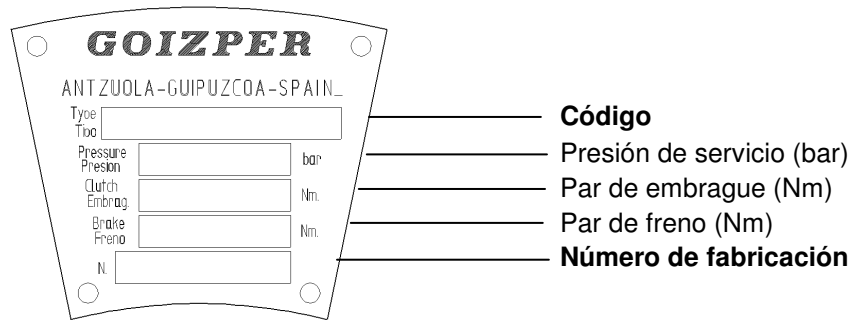 GOIZPER
ANTZUOLA-GUIPUZCOA-SPAIN_
Type
Tipo
Código
Pressure
Presion
bar
Presión de servicio (bar)
Clutch
Embrag.
Nm.
Par de embrague (Nm)
Brake
Freno
Nm.
Par de freno (Nm)
N.
Número de fabricación